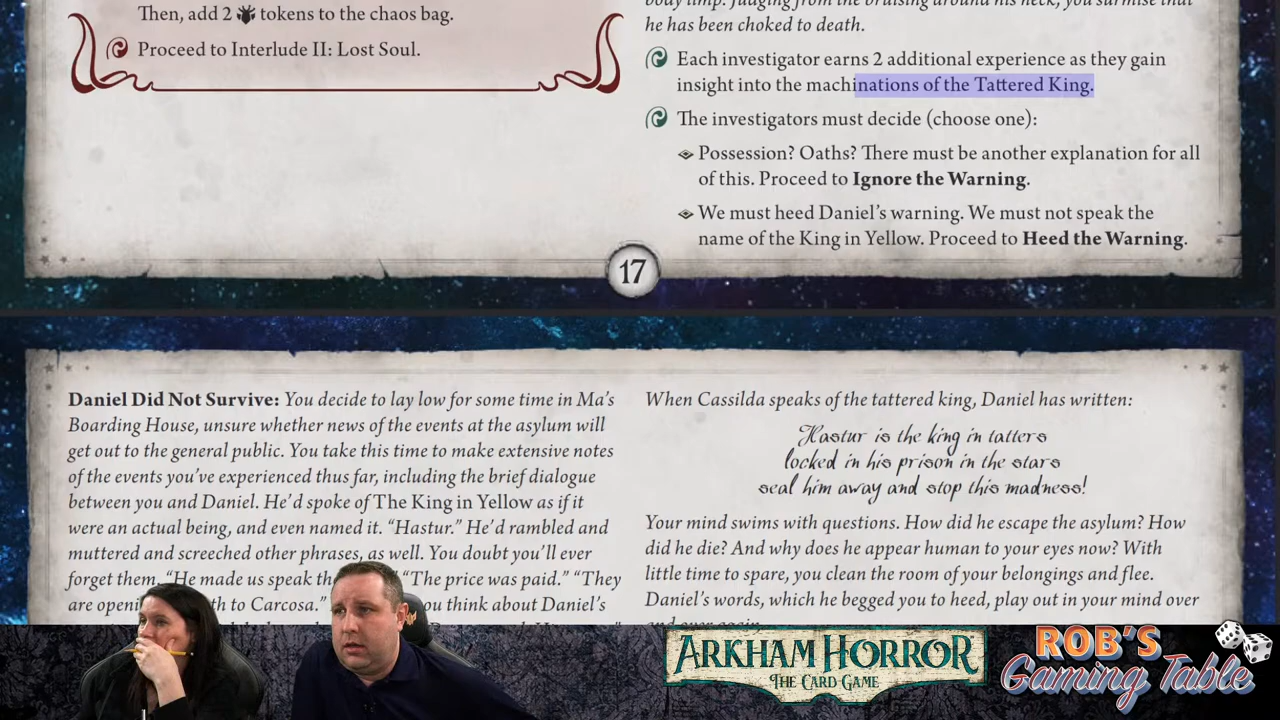 Then, add 2 tokens to the chaos bag.
Proceed to Interlude II: Lost Soul.
body limp. Judging from the bruising around his neck, you surmise that
he has been choked to death.
Each investigator earns 2 additional experience as they gain
insight into the machinations of the Tattered King.
The investigators must decide (choose one):
Possession? Oaths? There must be another explanation for all
of this. Proceed to Ignore the Warning.
We must heed Daniel's warning. We must not speak the
name of the King in Yellow. Proceed to Heed the Warning.
17
Daniel Did Not Survive: You decide to lay low for some time in Ma's
Boarding House, unsure whether news of the events at the asylum will
get out to the general public. You take this time to make extensive notes
of the events you've experienced thus far, including the brief dialogue
between you and Daniel. He'd spoke of The King in Yellow as if it
were an actual being, and even named it. “Hastur.” He'd rambled and
muttered and screeched other phrases, as well. You doubt you'll ever
forget them. “He made us speak “The price was paid.” “They
are to Carcosa.” you think about Daniel's
When Cassilda speaks of the tattered king, Daniel has written:
Hastur is the king in tatters
locked in his prison in the stars
seal him away and stop this madness!
Your mind swims with questions. How did he escape the asylum? How
did he die? And why does he appear human to your eyes now? With
little time to spare, you clean the room of your belongings and flee.
Daniel's words, which he begged you to heed, play out in your mind over
and over again
ARKHAM HORROR
THE CARD GAME
ROB'S
Gaming Table